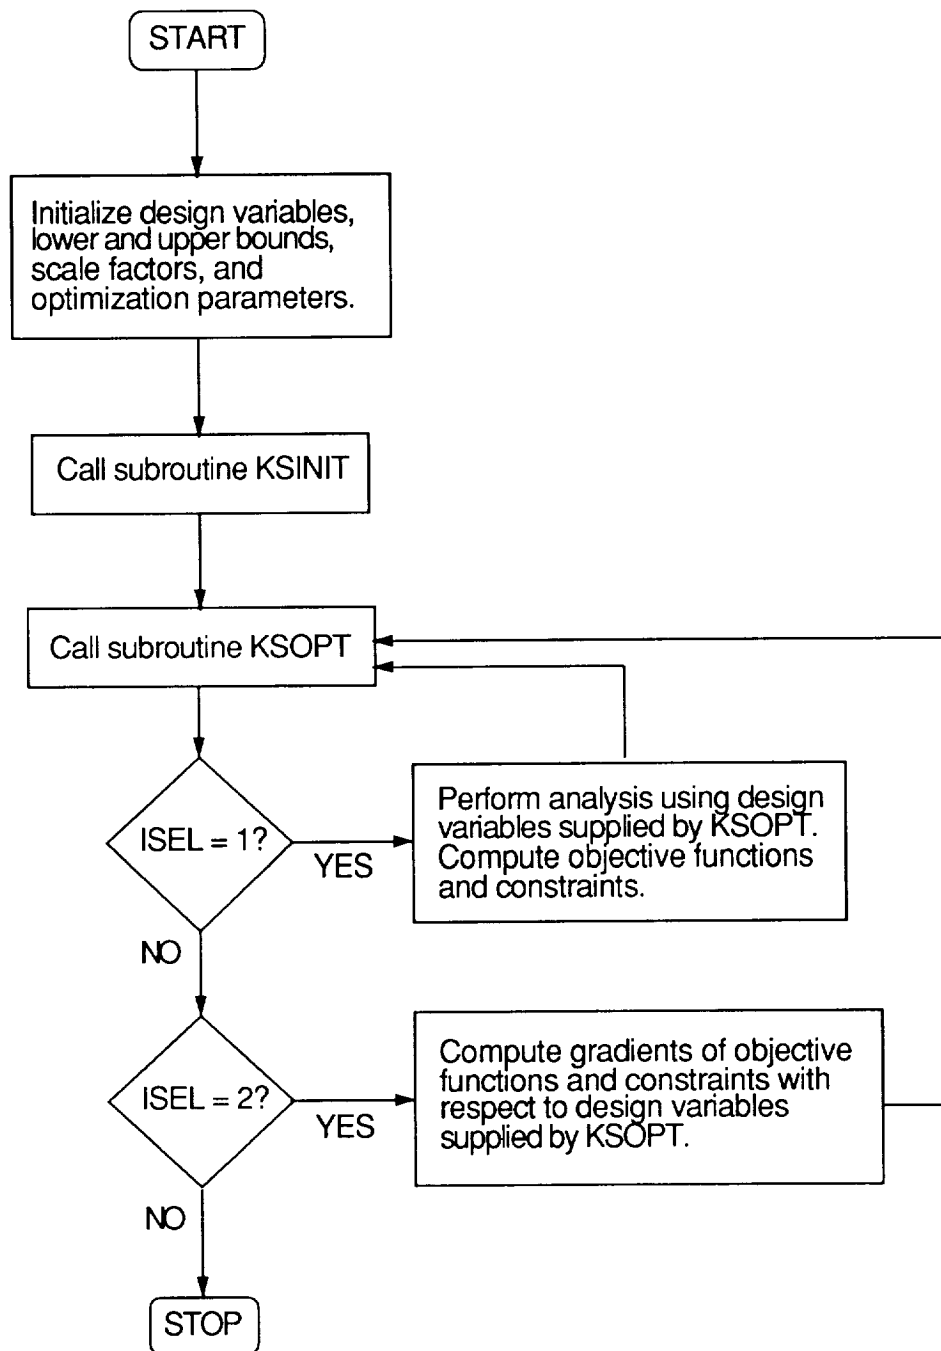 START
Initialize design variables,
lower and upper bounds,
scale factors, and
optimization parameters.
Call subroutine KSINIT
Call subroutine KSOPT
ISEL = 1?
YES
Perform analysis using design
variables supplied by KSOPT.
Compute objective functions
and constraints.
NO
ISEL = 2?
YES
Compute gradients of objective
functions and constraints with
respect to design variables
supplied by KSOPT.
NO
STOP